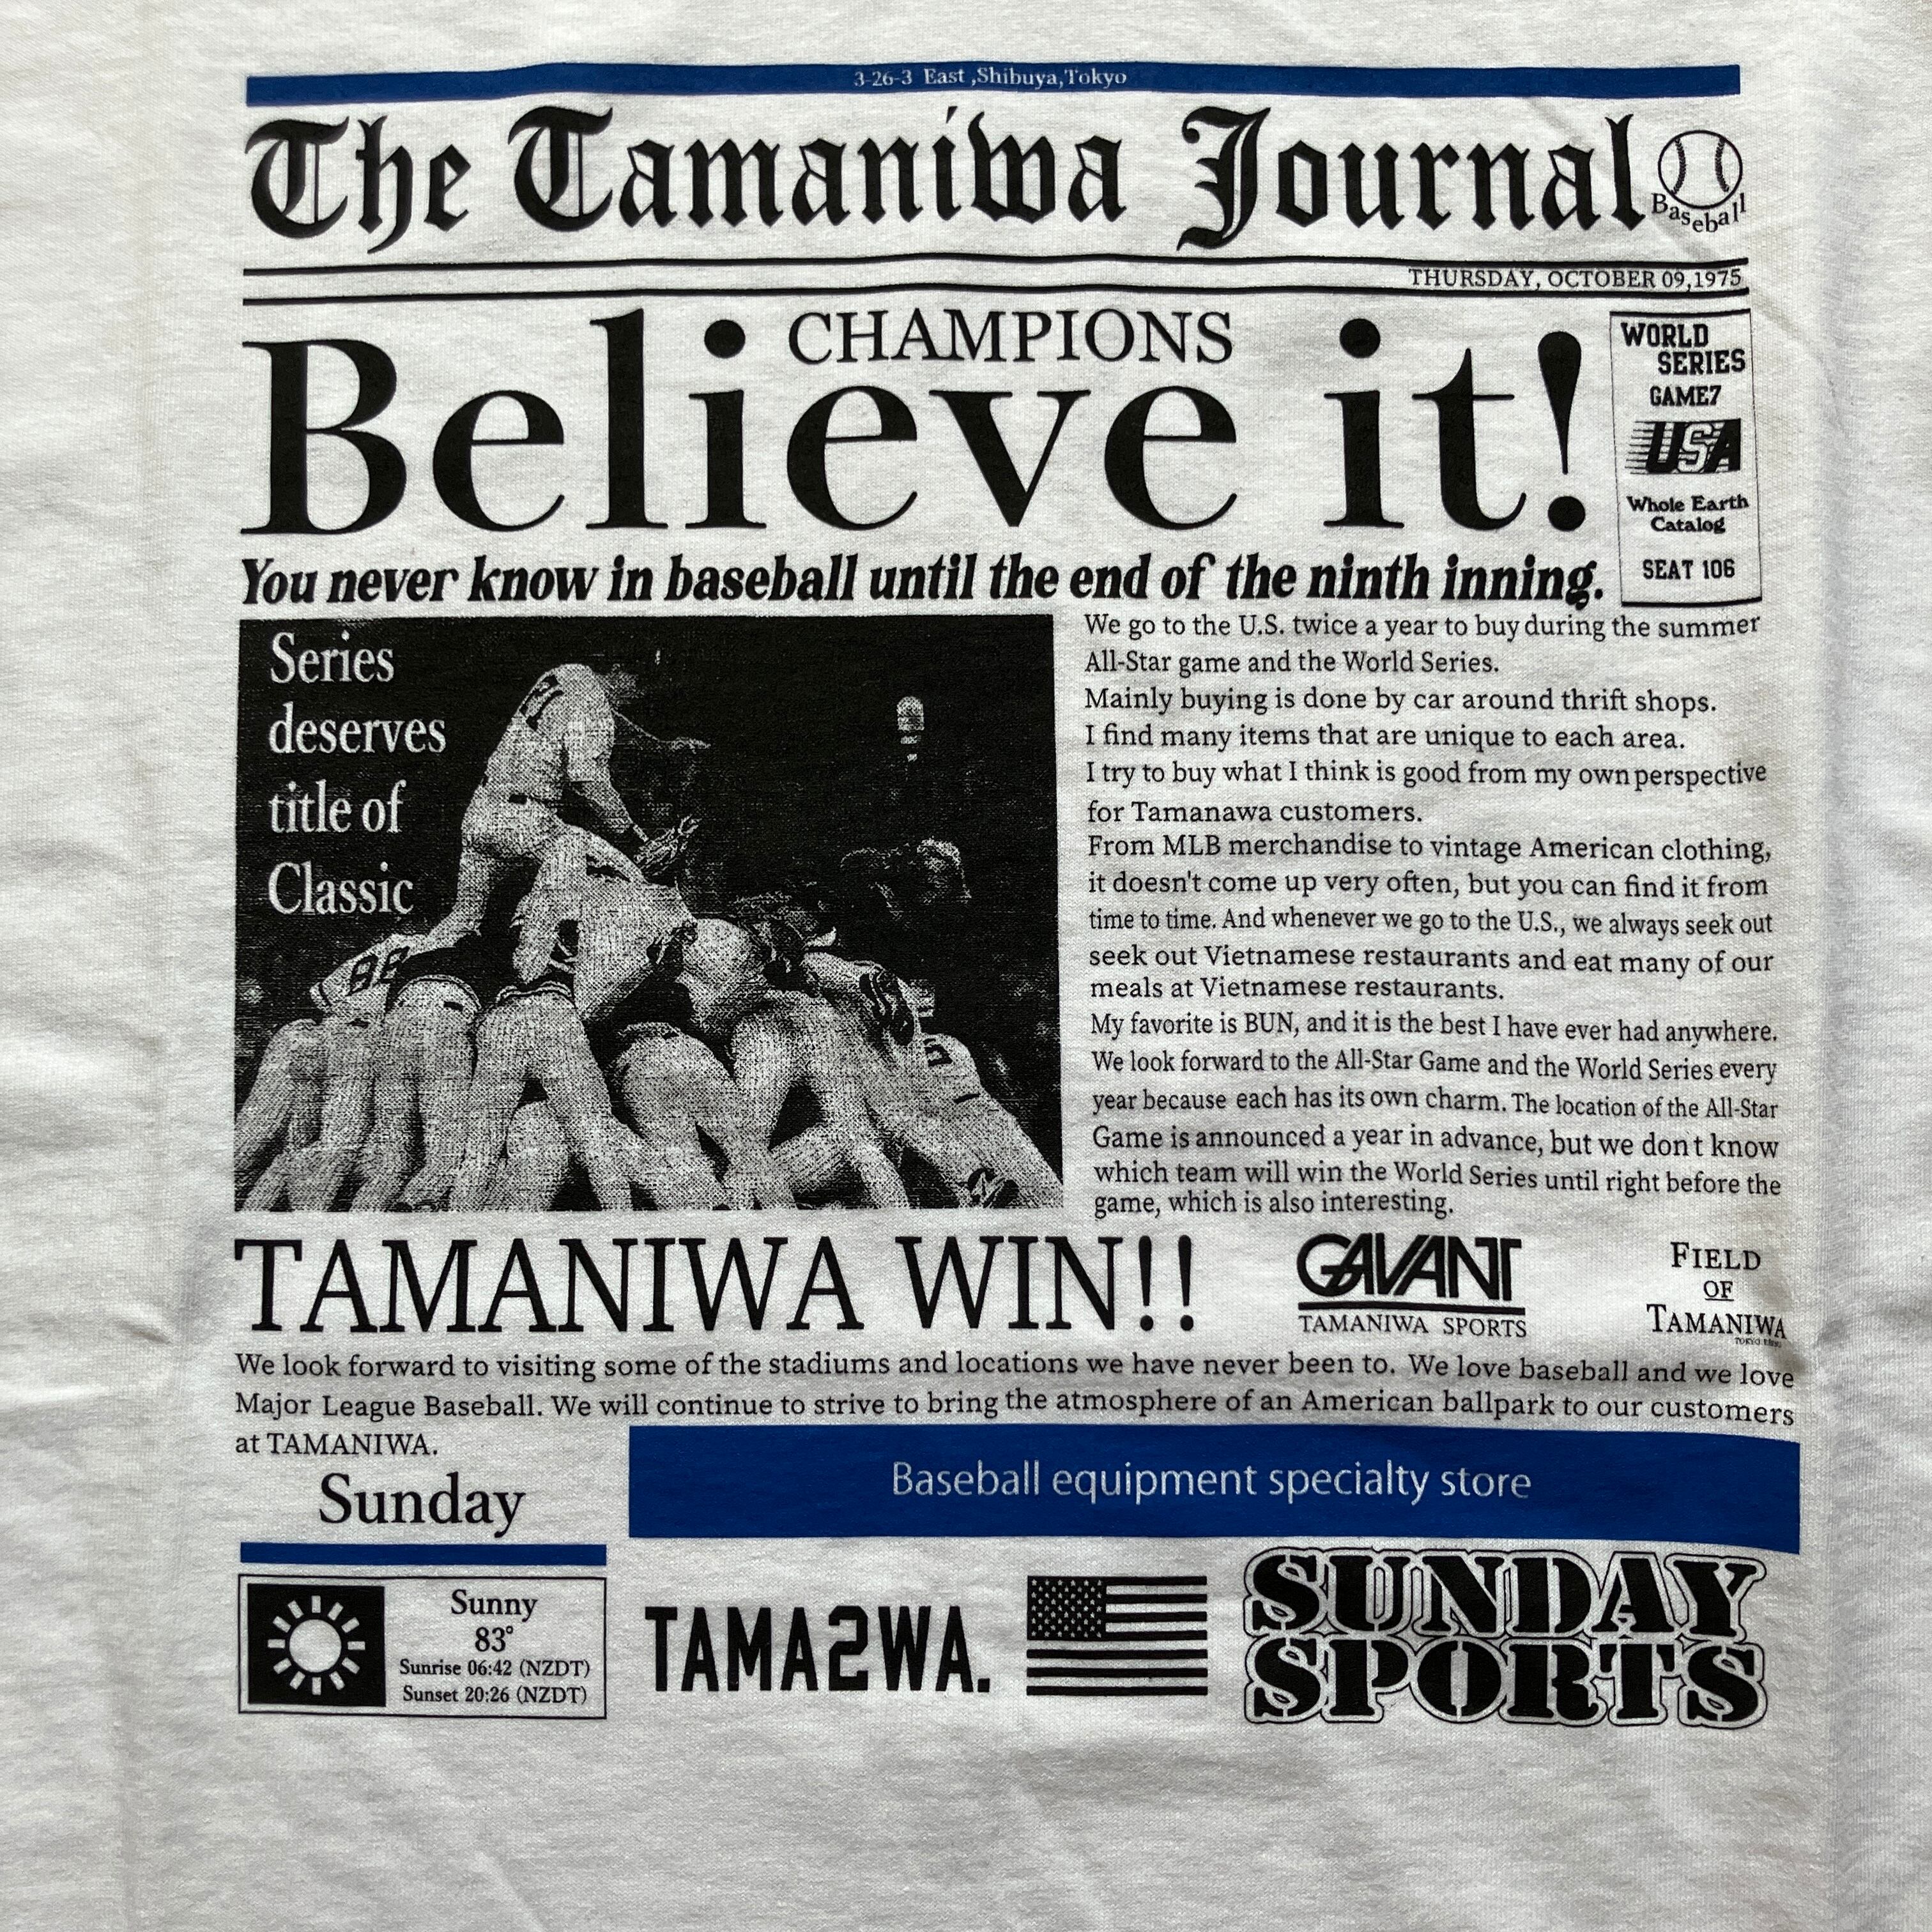 3-26-3 East ,Shibuya,Tokyo
The Tamaniwa Journal
Baseball
THURSDAY, OCTOBER 09,1975
CHAMPIONS
Believe it!
WORLD
SERIES
GAME7
USA
Whole Earth
Catalog
SEAT 106
You never know in baseball until the end of the ninth inning.
Series
deserves
title of
Classic
We go to the U.S. twice a year to buy during the summer
All-Star game and the World Series.
Mainly buying is done by car around thrift shops.
I find many items that are unique to each area.
I try to buy what I think is good from my own perspective
for Tamanawa customers.
From MLB merchandise to vintage American clothing,
it doesn't come up very often, but you can find it from
time to time. And whenever we go to the U.S., we always seek out
seek out Vietnamese restaurants and eat many of our
meals at Vietnamese restaurants.
My favorite is BUN, and it is the best I have ever had anywhere.
We look forward to the All-Star Game and the World Series every
year because each has its own charm. The location of the All-Star
Game is announced a year in advance, but we don t know
which team will win the World Series until right before the
game, which is also interesting.
TAMANIWA WIN!!
GAVANT
TAMANIWA SPORTS
FIELD
OF
TAMANIWA
We look forward to visiting some of the stadiums and locations we have never been to. We love baseball and we love
Major League Baseball. We will continue to strive to bring the atmosphere of an American ballpark to our customers
at TAMANIWA.
Sunday
Baseball equipment specialty store
Sunny
83°
Sunrise 06:42 (NZDT)
Sunset 20:26 (NZDT)
TAMA2WA.
SUNDAY
SPORTS